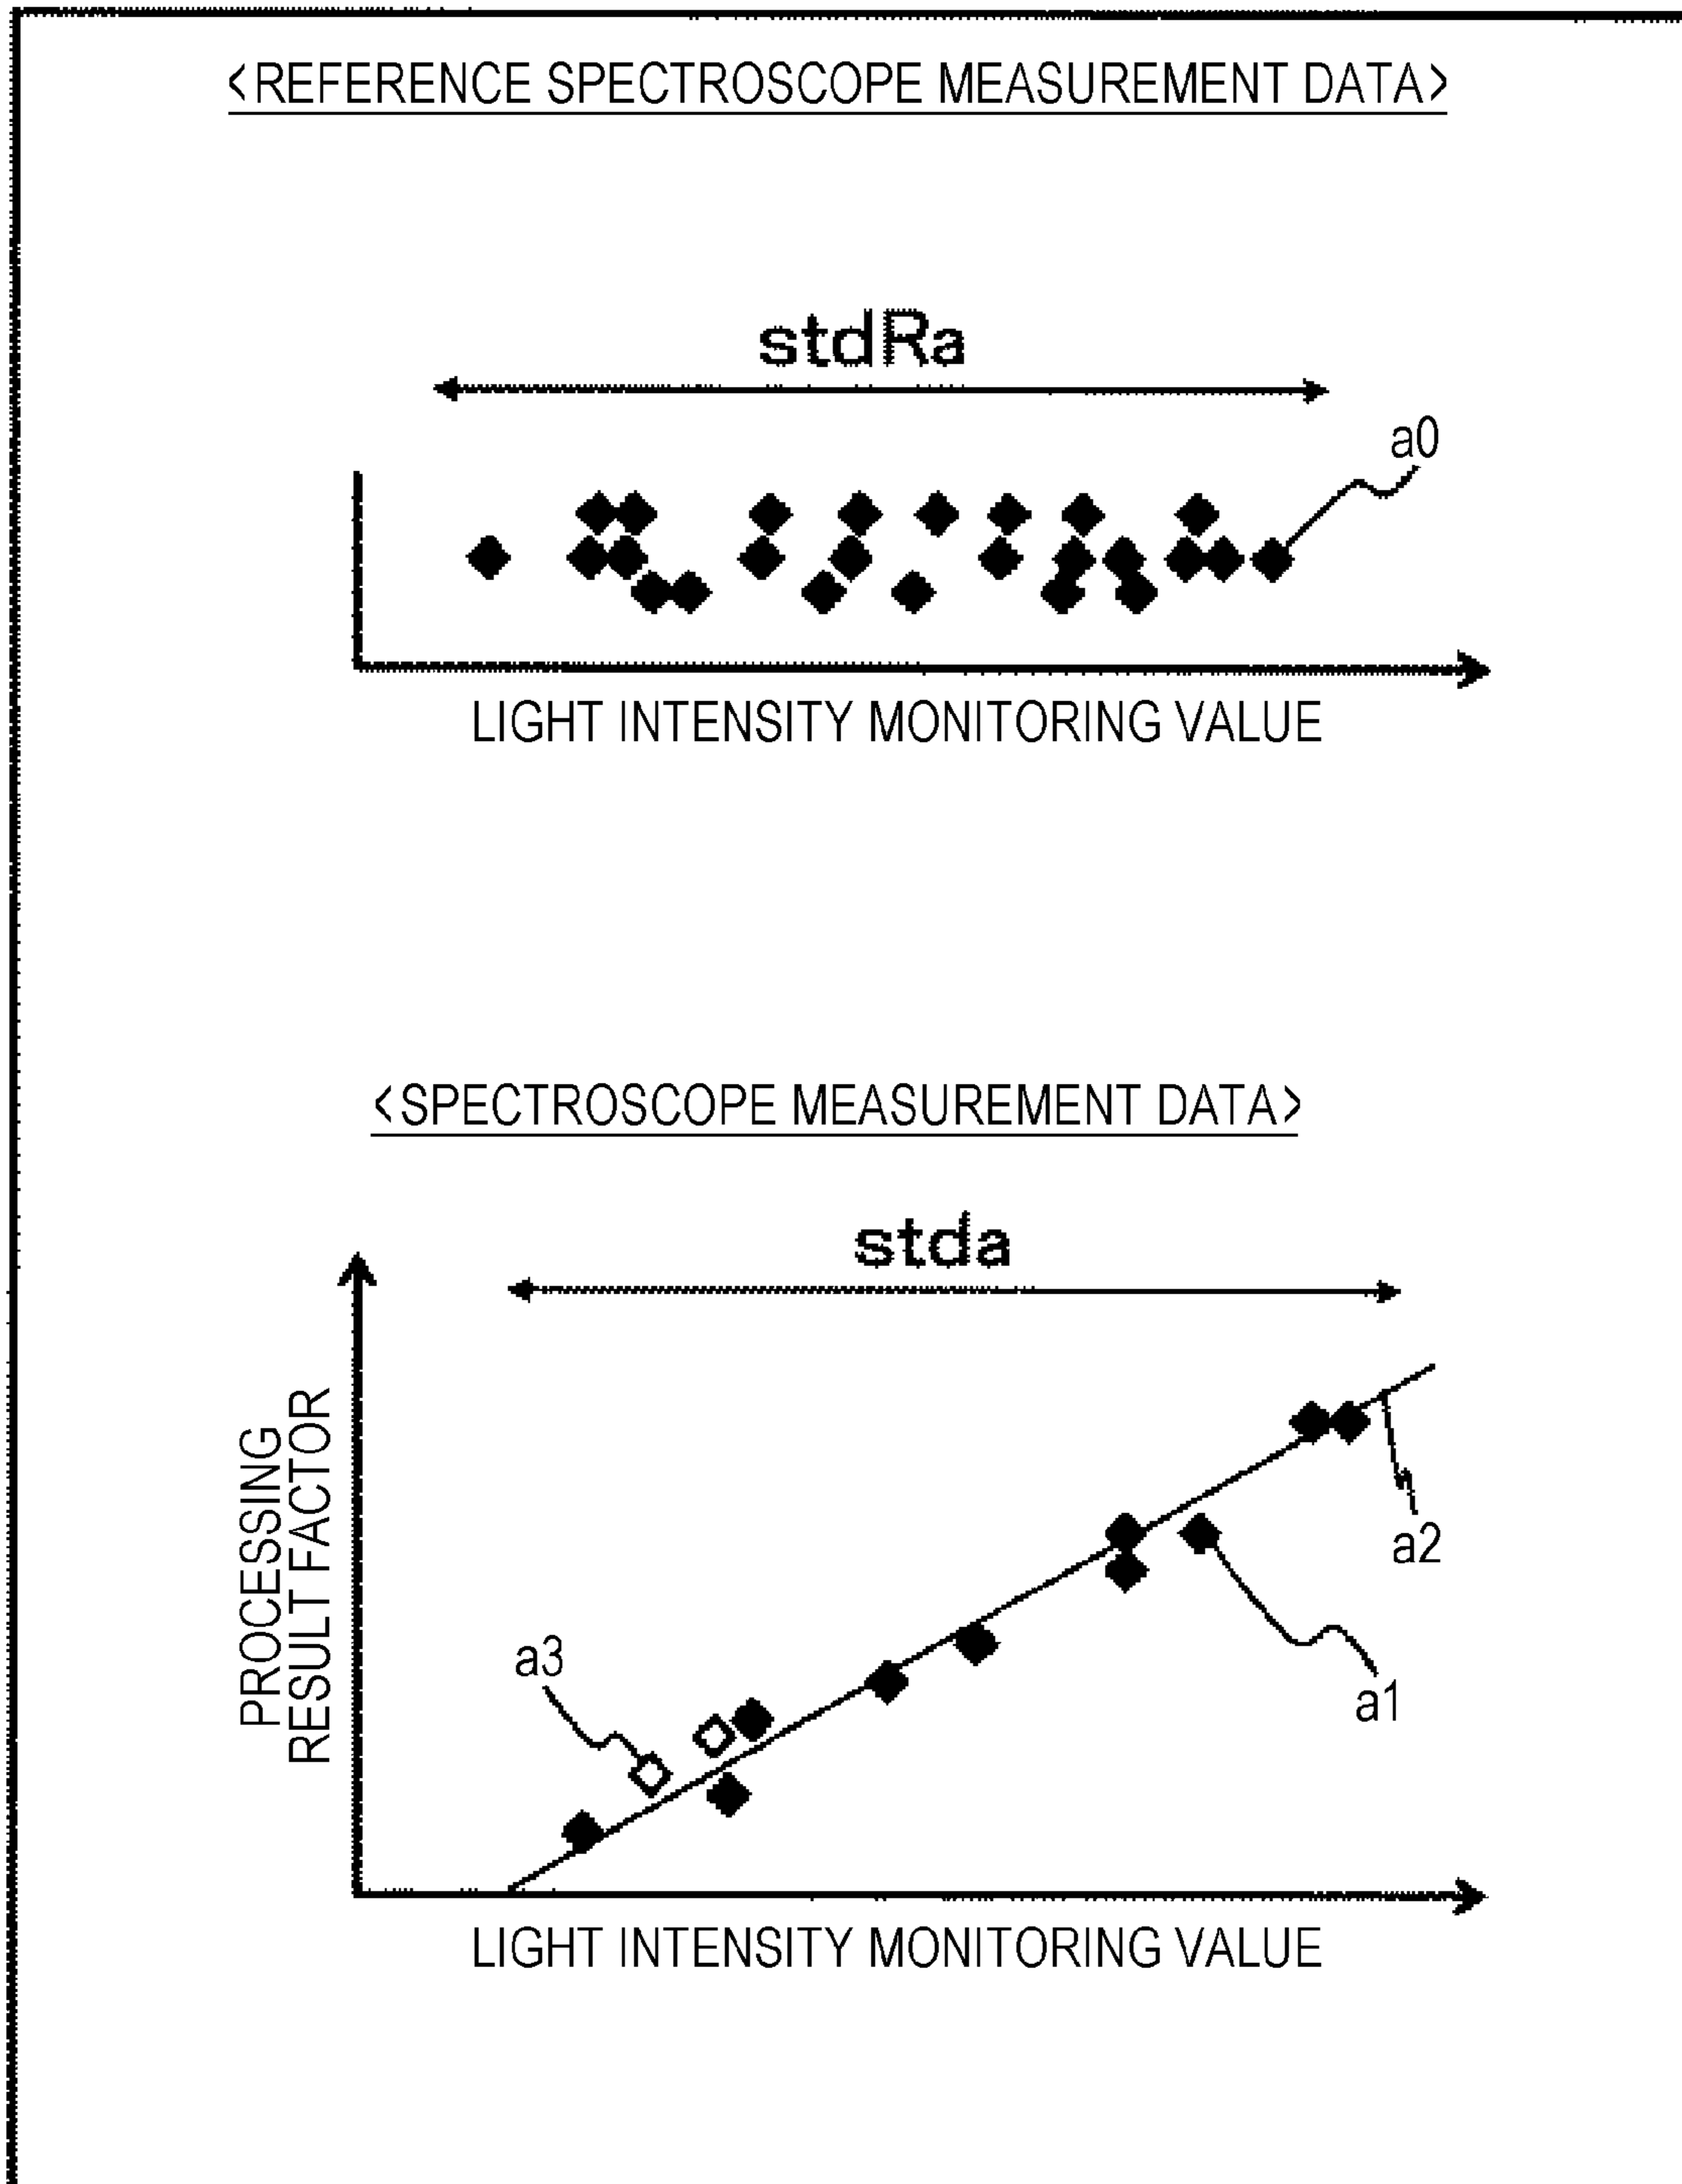 <REFERENCE SPECTROSCOPE MEASUREMENT DATA>
stdRa
a0
LIGHT INTENSITY MONITORING VALUE
<SPECTROSCOPE MEASUREMENT DATA>
stda
PROCESSING
RESULT FACTOR
a2
a3
a1
LIGHT INTENSITY MONITORING VALUE